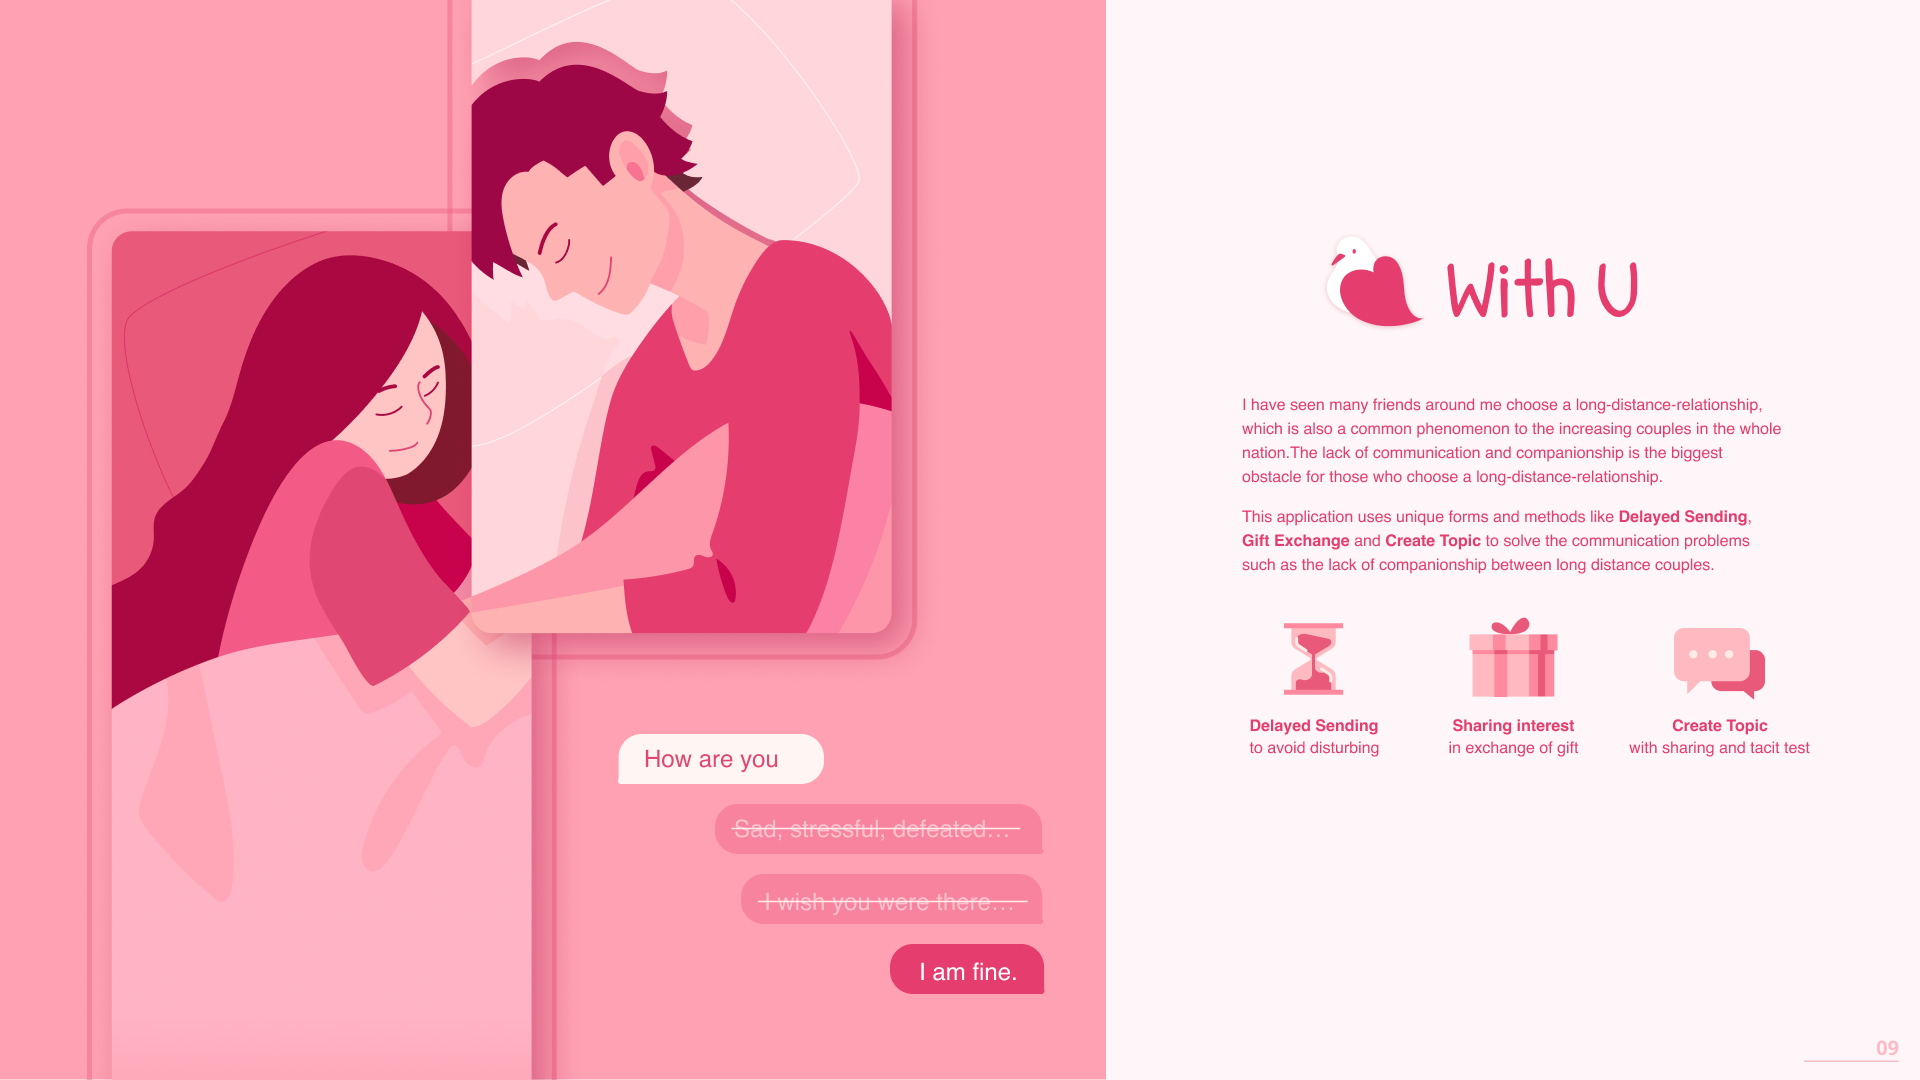 How are you
Sad, stressful, defeated...
I wish you were there...
I am fine.
With U
I have seen many friends around me choose a long-distance-relationship,
which is also a common phenomenon to the increasing couples in the whole
nation.The lack of communication and companionship is the biggest
obstacle for those who choose a long-distance-relationship.
This application uses unique forms and methods like Delayed Sending,
Gift Exchange and Create Topic to solve the communication problems
such as the lack of companionship between long distance couples.
Delayed Sending
to avoid disturbing
Sharing interest
in exchange of gift
Create Topic
with sharing and tacit test
09